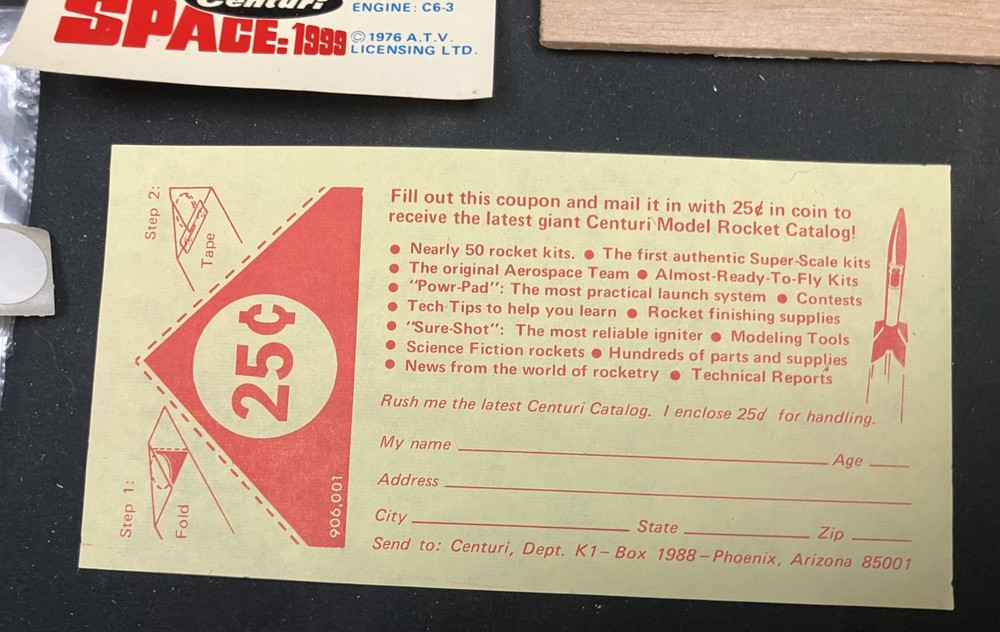 Centuri
ENGINE: C6-3
SPACE: 1999
© 1976 A.T.V.
LICENSING LTD.
Step 2:
Tape
25¢
Step 1:
Fold
906,001
Fill out this coupon and mail it in with 25¢ in coin to
receive the latest giant Centuri Model Rocket Catalog!
● Nearly 50 rocket kits. ● The first authentic Super-Scale kits
● The original Aerospace Team ● Almost-Ready-To-Fly Kits
● "Powr-Pad": The most practical launch system ● Contests
● Tech Tips to help you learn ● Rocket finishing supplies
● "Sure-Shot": The most reliable igniter ● Modeling Tools
● Science Fiction rockets ● Hundreds of parts and supplies
● News from the world of rocketry ● Technical Reports
Rush me the latest Centuri Catalog. I enclose 25¢ for handling.
My name Age
Address
City State Zip
Send to: Centuri, Dept. K1 – Box 1988 – Phoenix, Arizona 85001